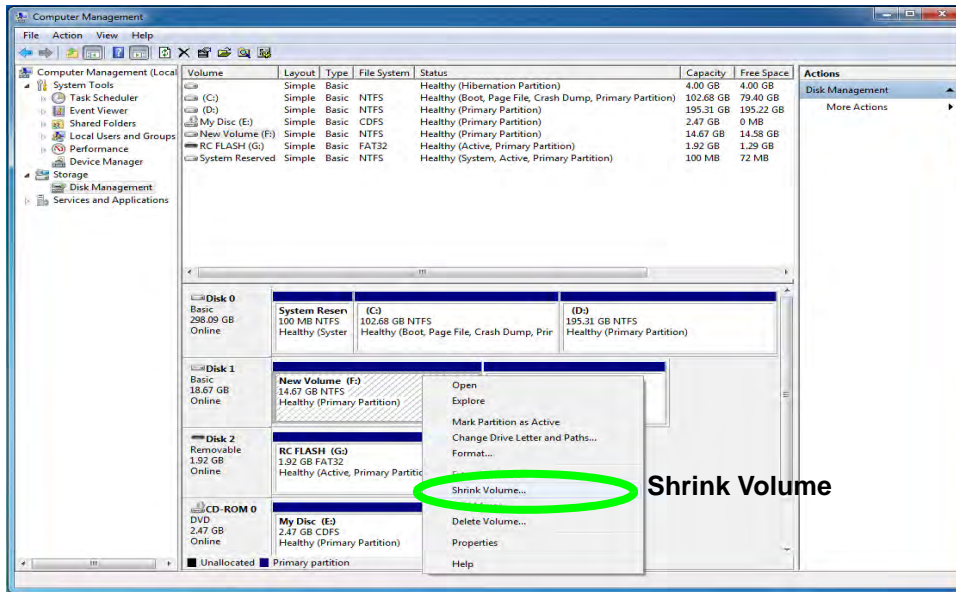 Computer Management
File Action View Help
Computer Management (Local
System Tools
Task Scheduler
Event Viewer
Shared Folders
Local Users and Groups
Performance
Device Manager
Storage
Disk Management
Services and Applications
Volume Layout Type File System Status Capacity Free Space
Simple Basic Healthy (Hibernation Partition) 4.00 GB 4.00 GB
(C:) Simple Basic NTFS Healthy (Boot, Page File, Crash Dump, Primary Partition) 102.68 GB 79.40 GB
(D:) Simple Basic NTFS Healthy (Primary Partition) 195.31 GB 195.22 GB
My Disc (E:) Simple Basic CDFS Healthy (Primary Partition) 2.47 GB 0 MB
New Volume (F:) Simple Basic NTFS Healthy (Primary Partition) 14.67 GB 14.58 GB
RC FLASH (G:) Simple Basic FAT32 Healthy (Active, Primary Partition) 1.92 GB 1.29 GB
System Reserved Simple Basic NTFS Healthy (System, Active, Primary Partition) 100 MB 72 MB
Actions
Disk Management
More Actions
Disk 0
Basic
298.09 GB
Online
System Reserv
100 MB NTFS
Healthy (Syster
(C:)
102.68 GB NTFS
Healthy (Boot, Page File, Crash Dump, Prir
(D:)
195.31 GB NTFS
Healthy (Primary Partition)
Disk 1
Basic
18.67 GB
Online
New Volume (F:)
14.67 GB NTFS
Healthy (Primary Partition)
Disk 2
Removable
1.92 GB
Online
RC FLASH (G:)
1.92 GB FAT32
Healthy (Active, Primary Partitic
CD-ROM 0
DVD
2.47 GB
Online
My Disc (E:)
2.47 GB CDFS
Healthy (Primary Partition)
Unallocated Primary partition
Open
Explore
Mark Partition as Active
Change Drive Letter and Paths...
Format...
Shrink Volume...
Delete Volume...
Properties
Help
Shrink Volume